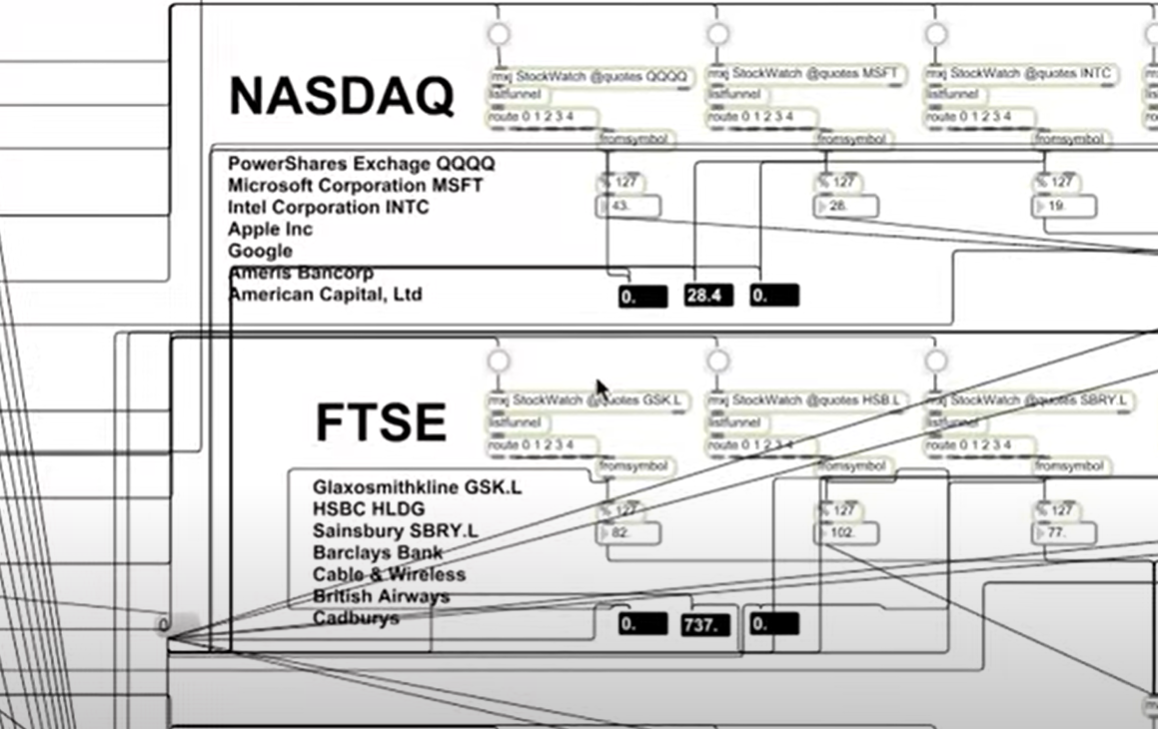 mxj StockWatch @quotes QQQQ
mxj StockWatch @quotes MSFT
mxj StockWatch @quotes INTC
NASDAQ
listfunnel
listfunnel
listfunnel
route 0 1 2 3 4
route 0 1 2 3 4
route 0 1 2 3 4
fromsymbol
fromsymbol
fromsymbol
PowerShares Exchage QQQQ
Microsoft Corporation MSFT
Intel Corporation INTC
Apple Inc
Google
Ameris Bancorp
American Capital, Ltd
% 127
% 127
% 127
43.
28.
19.
0.
28.4
0.
mxj StockWatch @quotes GSK.L
mxj StockWatch @quotes HSB.L
mxj StockWatch @quotes SBRY.L
FTSE
listfunnel
listfunnel
listfunnel
route 0 1 2 3 4
route 0 1 2 3 4
route 0 1 2 3 4
fromsymbol
fromsymbol
fromsymbol
Glaxosmithkline GSK.L
HSBC HLDG
Sainsbury SBRY.L
Barclays Bank
Cable & Wireless
British Airways
Cadburys
% 127
% 127
% 127
82.
102.
77.
0.
737.
0.
0